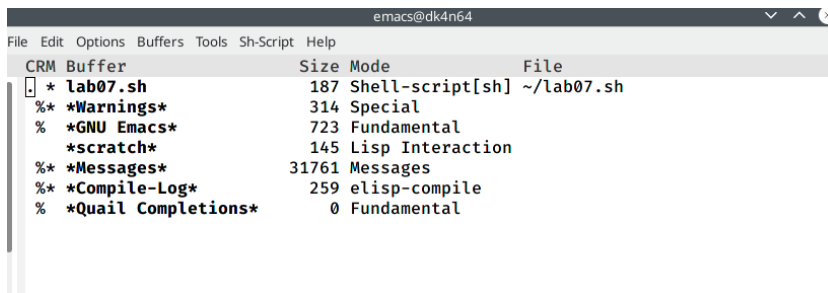 emacs@dk4n64
File Edit Options Buffers Tools Sh-Script Help
CRM Buffer Size Mode File
. * lab07.sh 187 Shell-script[sh] ~/lab07.sh
%* *Warnings* 314 Special
% *GNU Emacs* 723 Fundamental
*scratch* 145 Lisp Interaction
%* *Messages* 31761 Messages
%* *Compile-Log* 259 elisp-compile
% *Quail Completions* 0 Fundamental